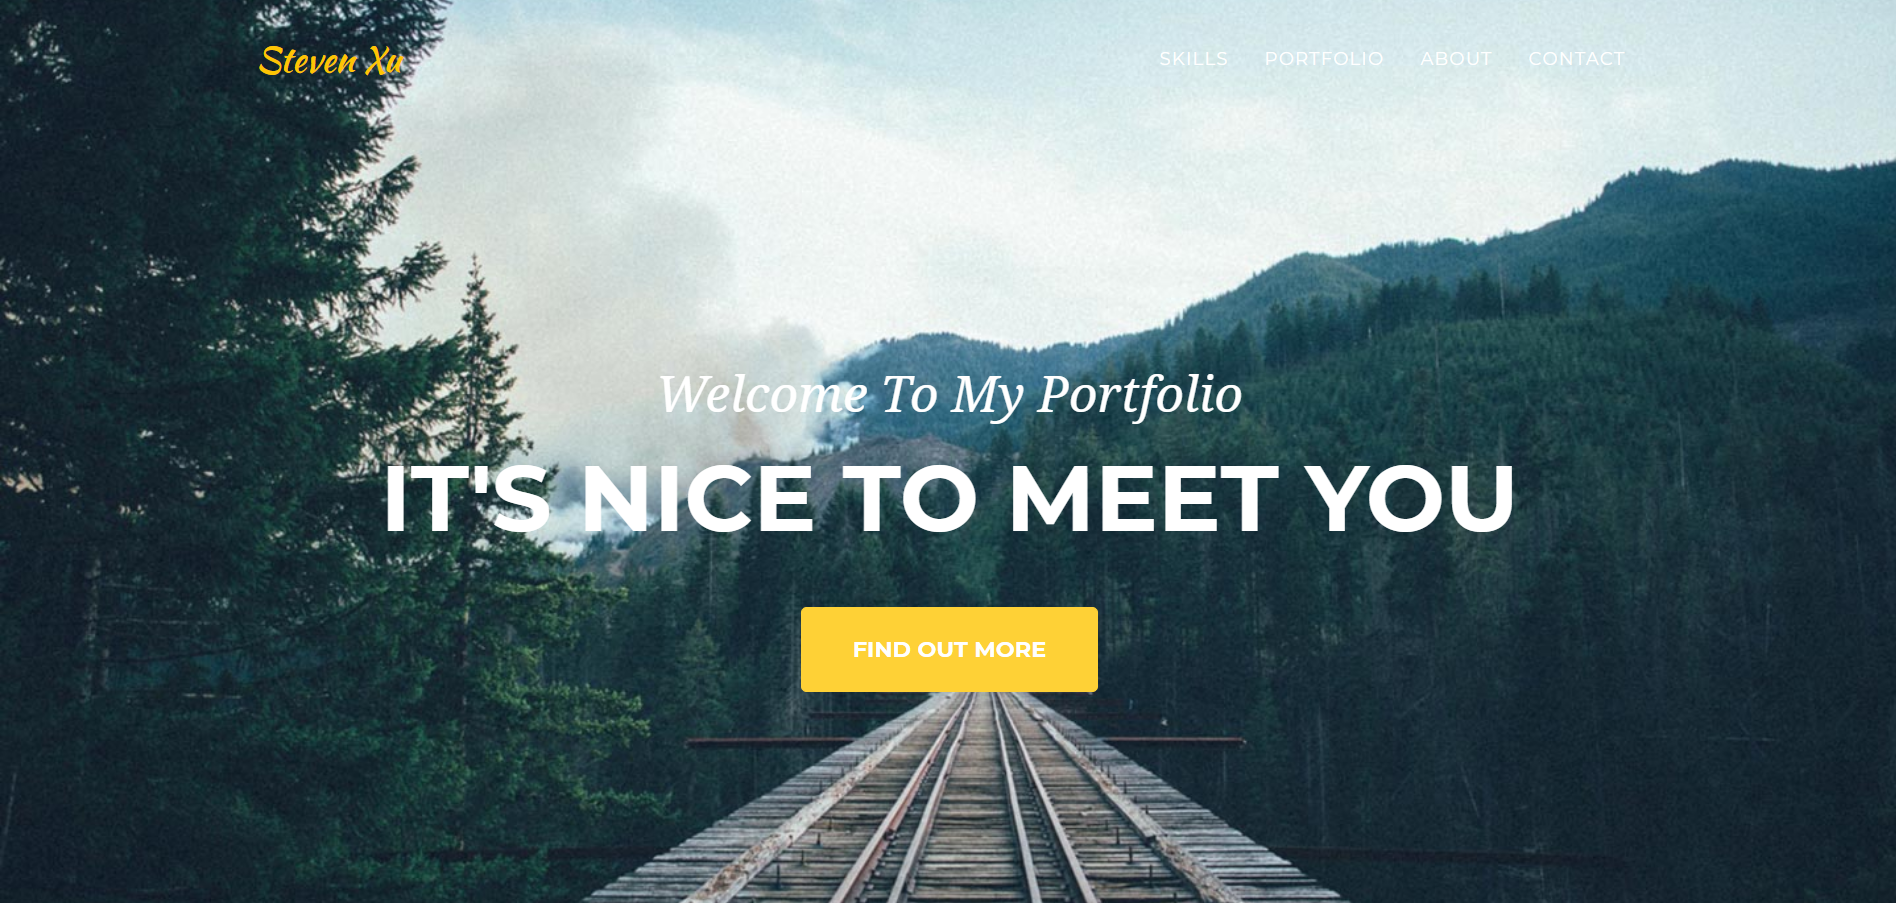 Steven Xu
SKILLS PORTFOLIO ABOUT CONTACT
Welcome To My Portfolio
IT'S NICE TO MEET YOU
FIND OUT MORE